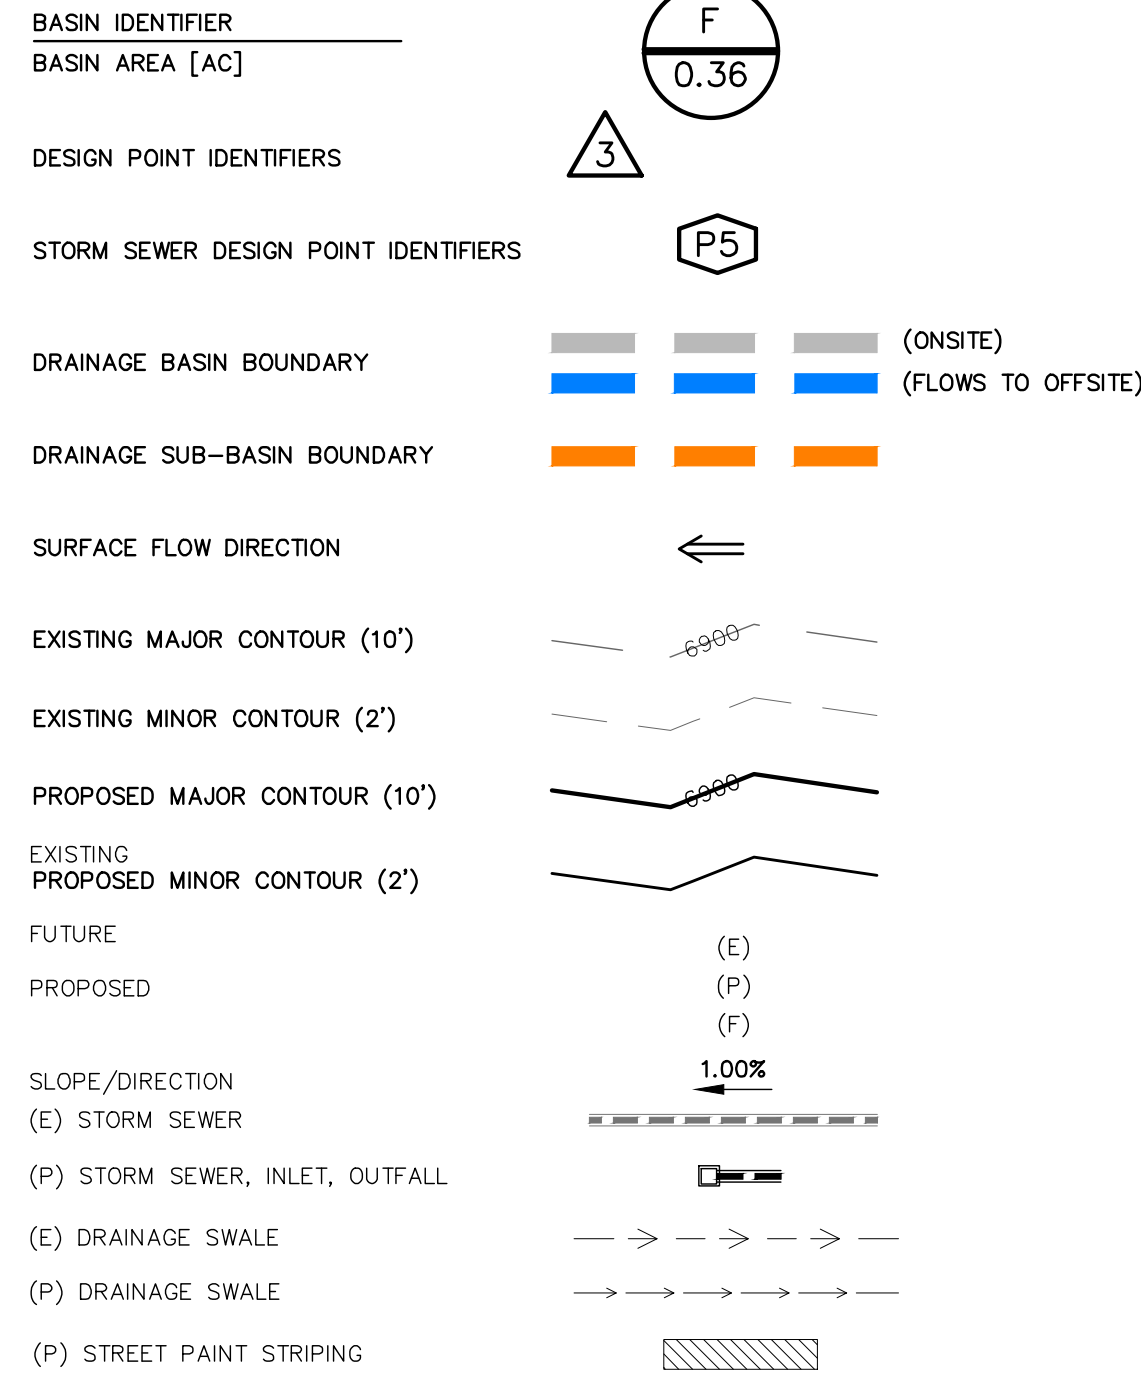 BASIN IDENTIFIER
BASIN AREA [AC]
F
0.36
DESIGN POINT IDENTIFIERS
3
STORM SEWER DESIGN POINT IDENTIFIERS
P5
DRAINAGE BASIN BOUNDARY
(ONSITE)
(FLOWS TO OFFSITE)
DRAINAGE SUB-BASIN BOUNDARY
SURFACE FLOW DIRECTION
EXISTING MAJOR CONTOUR (10')
6900
EXISTING MINOR CONTOUR (2')
PROPOSED MAJOR CONTOUR (10')
6900
EXISTING
PROPOSED MINOR CONTOUR (2')
FUTURE
(E)
PROPOSED
(P)
(F)
1.00%
SLOPE/DIRECTION
(E) STORM SEWER
(P) STORM SEWER, INLET, OUTFALL
(E) DRAINAGE SWALE
(P) DRAINAGE SWALE
(P) STREET PAINT STRIPING